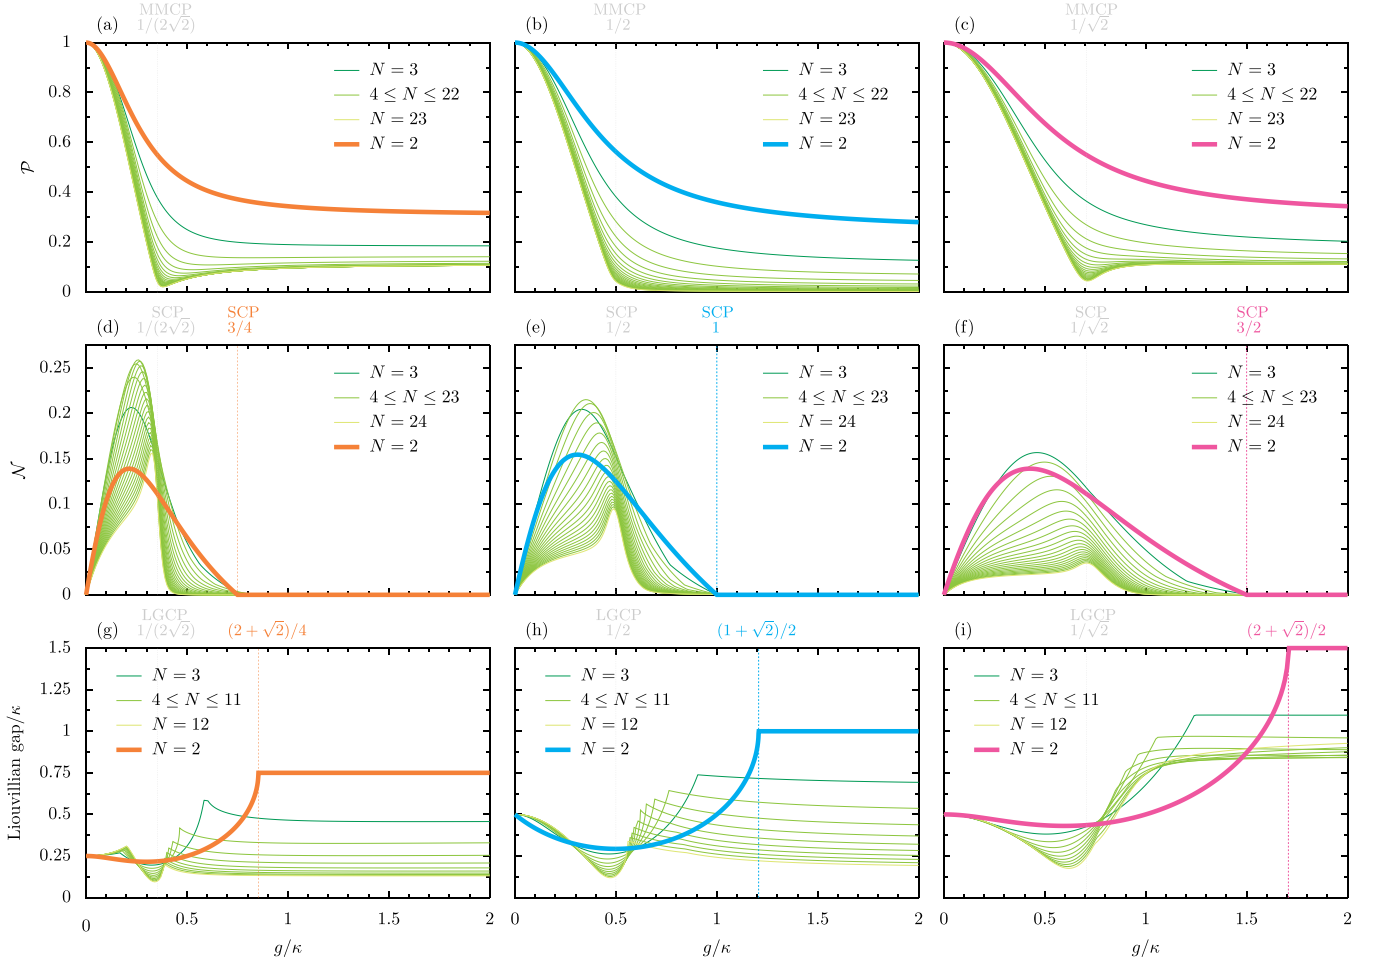 (a)
MMCP
1/(2√2)
(b)
MMCP
1/2
(c)
MMCP
1/√2
1
0.8
0.6
0.4
0.2
0
𝒫
N = 3
4 ≤ N ≤ 22
N = 23
N = 2
N = 3
4 ≤ N ≤ 22
N = 23
N = 2
N = 3
4 ≤ N ≤ 22
N = 23
N = 2
(d)
SCP
1/(2√2)
SCP
3/4
(e)
SCP
1/2
SCP
1
(f)
SCP
1/√2
SCP
3/2
0.25
0.2
0.15
0.1
0.05
0
𝒩
N = 3
4 ≤ N ≤ 23
N = 24
N = 2
N = 3
4 ≤ N ≤ 23
N = 24
N = 2
N = 3
4 ≤ N ≤ 23
N = 24
N = 2
(g)
LGCP
1/(2√2)
(2 + √2)/4
(h)
LGCP
1/2
(1 + √2)/2
(i)
LGCP
1/√2
(2 + √2)/2
1.5
1.25
1
0.75
0.5
0.25
0
Liouvillian gap/κ
N = 3
4 ≤ N ≤ 11
N = 12
N = 2
N = 3
4 ≤ N ≤ 11
N = 12
N = 2
N = 3
4 ≤ N ≤ 11
N = 12
N = 2
0
0.5
1
1.5
2
0
0.5
1
1.5
2
0
0.5
1
1.5
2
g/κ
g/κ
g/κ